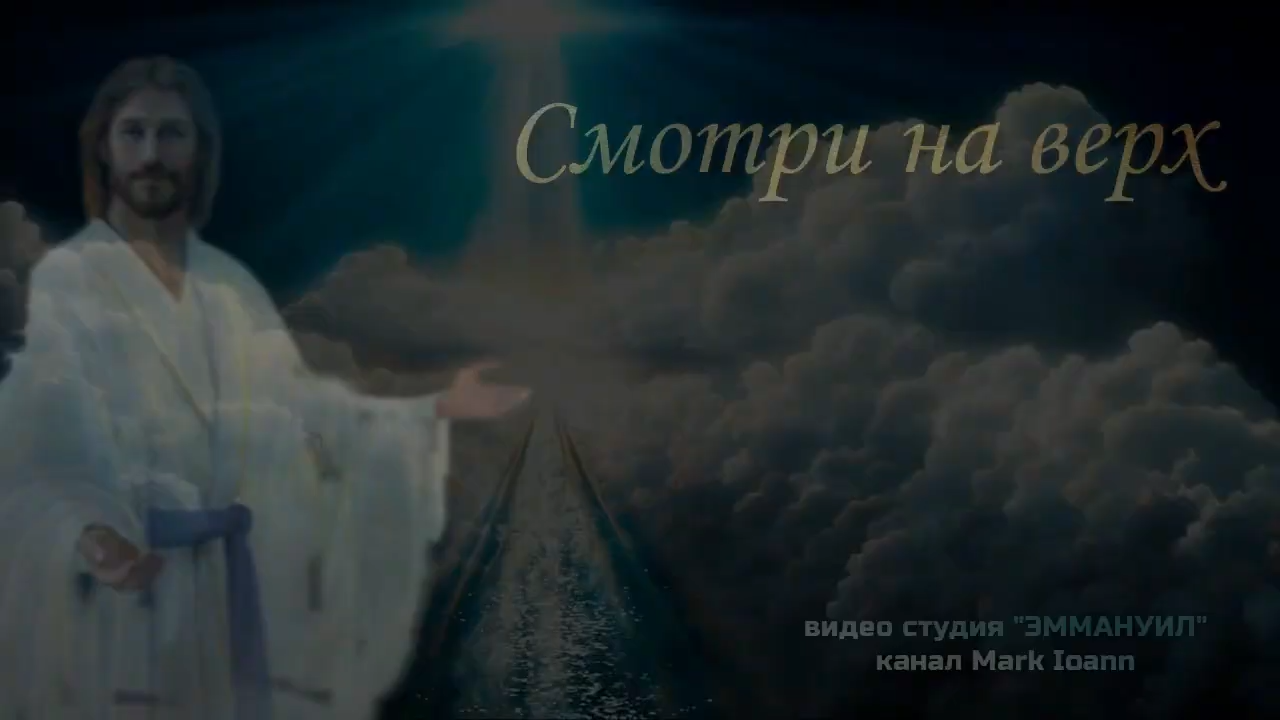 Смотри на верх
видео студия "ЭММАНУИЛ"
канал Mark Ioann